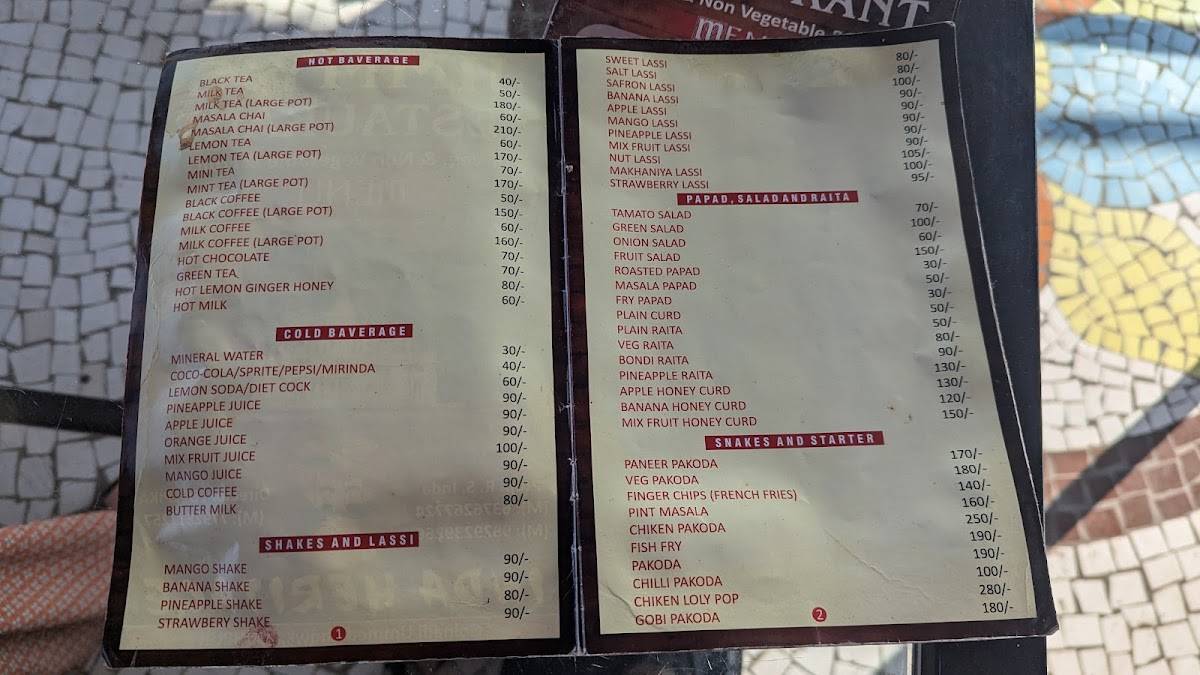 Non Vegetable &
HOT BAVERAGE
BLACK TEA 40/-
MILK TEA 50/-
MILK TEA (LARGE POT) 180/-
MASALA CHAI 60/-
MASALA CHAI (LARGE POT) 210/-
LEMON TEA 60/-
LEMON TEA (LARGE POT) 170/-
MINI TEA 70/-
MINT TEA (LARGE POT) 170/-
BLACK COFFEE 50/-
BLACK COFFEE (LARGE POT) 150/-
MILK COFFEE 60/-
MILK COFFEE (LARGE POT) 160/-
HOT CHOCOLATE 70/-
GREEN TEA 70/-
HOT LEMON GINGER HONEY 80/-
HOT MILK 60/-
COLD BAVERAGE
MINERAL WATER 30/-
COCO-COLA/SPRITE/PEPSI/MIRINDA 40/-
LEMON SODA/DIET COCK 60/-
PINEAPPLE JUICE 90/-
APPLE JUICE 90/-
ORANGE JUICE 90/-
MIX FRUIT JUICE 100/-
MANGO JUICE 90/-
COLD COFFEE 90/-
BUTTER MILK 80/-
SHAKES AND LASSI
MANGO SHAKE 90/-
BANANA SHAKE 90/-
PINEAPPLE SHAKE 80/-
STRAWBERY SHAKE 90/-
1
SWEET LASSI 80/-
SALT LASSI 80/-
SAFRON LASSI 100/-
BANANA LASSI 90/-
APPLE LASSI 90/-
MANGO LASSI 90/-
PINEAPPLE LASSI 90/-
MIX FRUIT LASSI 90/-
NUT LASSI 105/-
MAKHANIYA LASSI 100/-
STRAWBERY LASSI 95/-
PAPAD, SALAD AND RAITA
TAMATO SALAD 70/-
GREEN SALAD 100/-
ONION SALAD 60/-
FRUIT SALAD 150/-
ROASTED PAPAD 30/-
MASALA PAPAD 50/-
FRY PAPAD 30/-
PLAIN CURD 50/-
PLAIN RAITA 50/-
VEG RAITA 80/-
BONDI RAITA 90/-
PINEAPPLE RAITA 130/-
APPLE HONEY CURD 130/-
BANANA HONEY CURD 120/-
MIX FRUIT HONEY CURD 150/-
SNAKES AND STARTER
PANEER PAKODA 170/-
VEG PAKODA 180/-
FINGER CHIPS (FRENCH FRIES) 140/-
PINT MASALA 160/-
CHIKEN PAKODA 250/-
FISH FRY 190/-
PAKODA 190/-
CHILLI PAKODA 100/-
CHIKEN LOLY POP 280/-
GOBI PAKODA 180/-
2